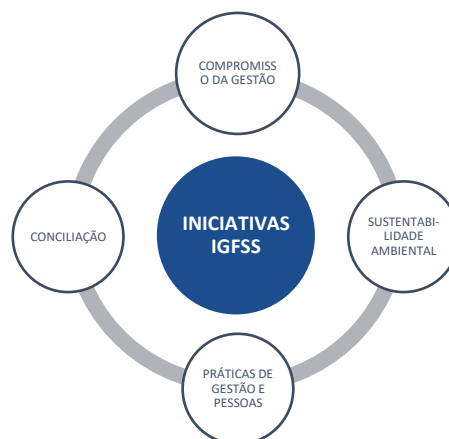 COMPROMISS
O DA GESTÃO
INICIATIVAS
IGFSS
CONCILIAÇÃO
SUSTENTABI-
LIDADE
AMBIENTAL
PRÁTICAS DE
GESTÃO E
PESSOAS